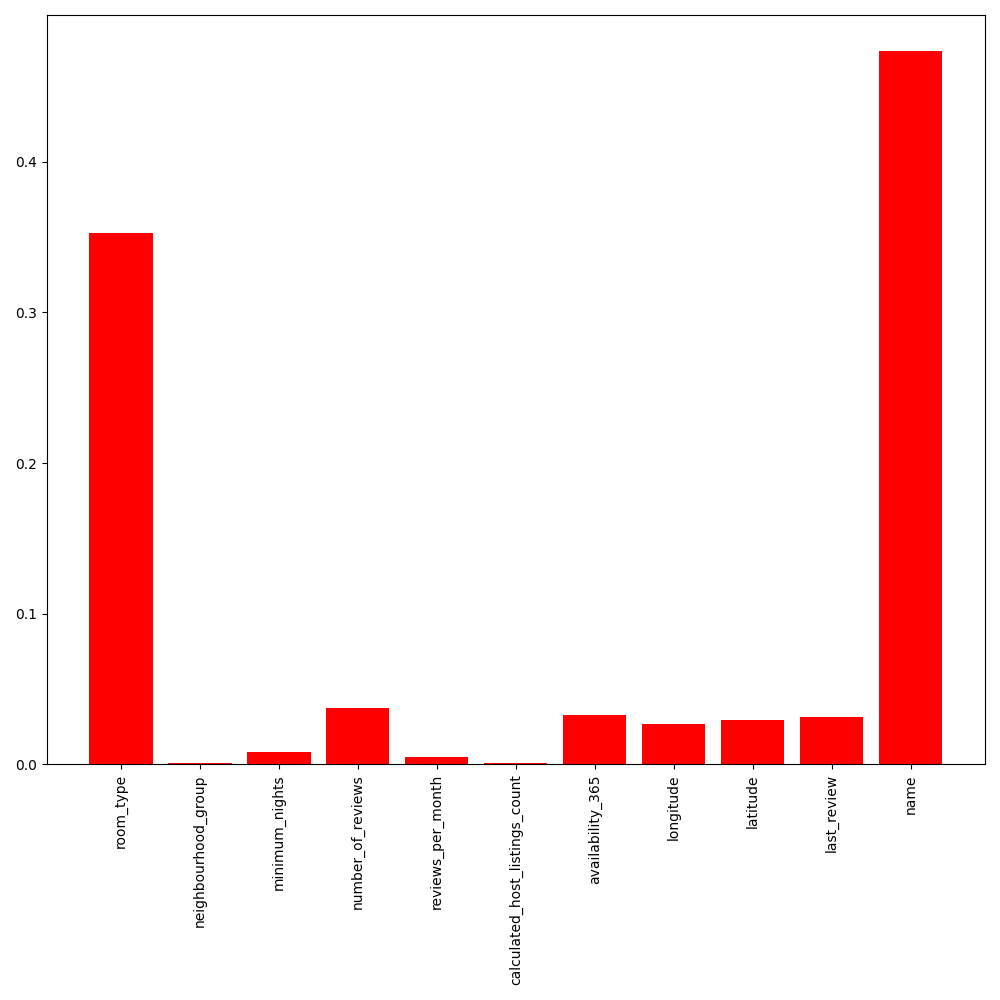 0.4
0.3
0.2
0.1
0.0
room_type
neighbourhood_group
minimum_nights
number_of_reviews
reviews_per_month
calculated_host_listings_count
availability_365
longitude
latitude
last_review
name